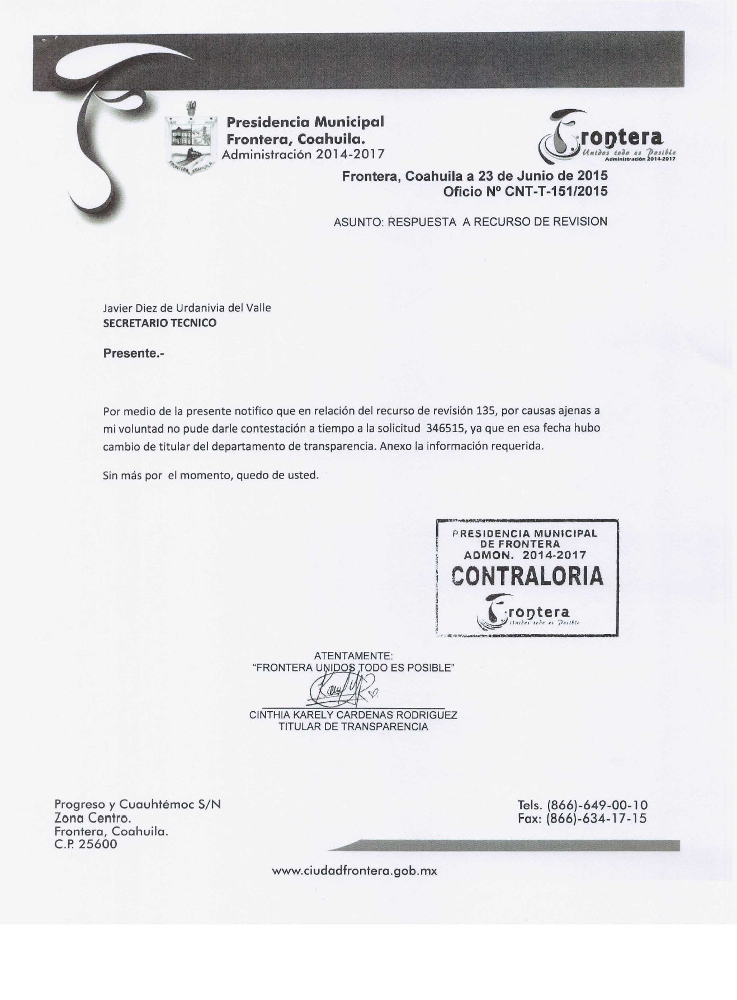 Presidencia Municipal
Frontera, Coahuila.
Administración 2014-2017
Frontera
Unidos todo es Posible
Administración 2014-2017
Frontera, Coahuila a 23 de Junio de 2015
Oficio Nº CNT-T-151/2015
ASUNTO: RESPUESTA A RECURSO DE REVISION
Javier Diez de Urdanivia del Valle
SECRETARIO TECNICO
Presente.-
Por medio de la presente notifico que en relación del recurso de revisión 135, por causas ajenas a
mi voluntad no pude darle contestación a tiempo a la solicitud 346515, ya que en esa fecha hubo
cambio de titular del departamento de transparencia. Anexo la información requerida.
Sin más por el momento, quedo de usted.
PRESIDENCIA MUNICIPAL
DE FRONTERA
ADMON. 2014-2017
CONTRALORIA
Frontera
Unidos todo es Posible
ATENTAMENTE:
"FRONTERA UNIDOS TODO ES POSIBLE"
CINTHIA KARELY CARDENAS RODRIGUEZ
TITULAR DE TRANSPARENCIA
Progreso y Cuauhtémoc S/N
Zona Centro.
Frontera, Coahuila.
C.P. 25600
Tels. (866)-649-00-10
Fax: (866)-634-17-15
www.ciudadfrontera.gob.mx